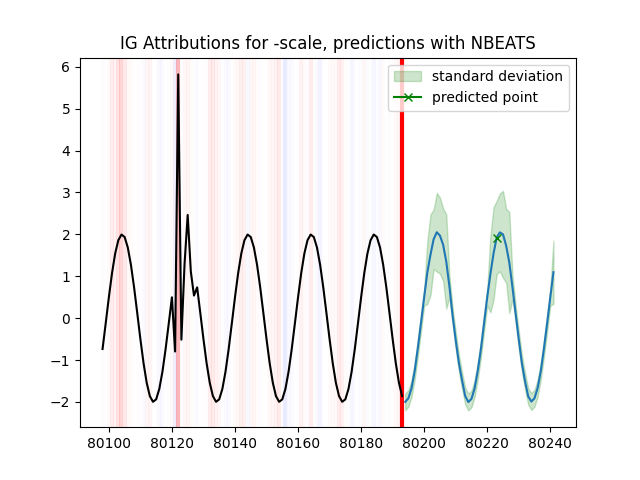 IG Attributions for -scale, predictions with NBEATS
standard deviation
predicted point
6
5
4
3
2
1
0
−1
−2
80100 80120 80140 80160 80180 80200 80220 80240